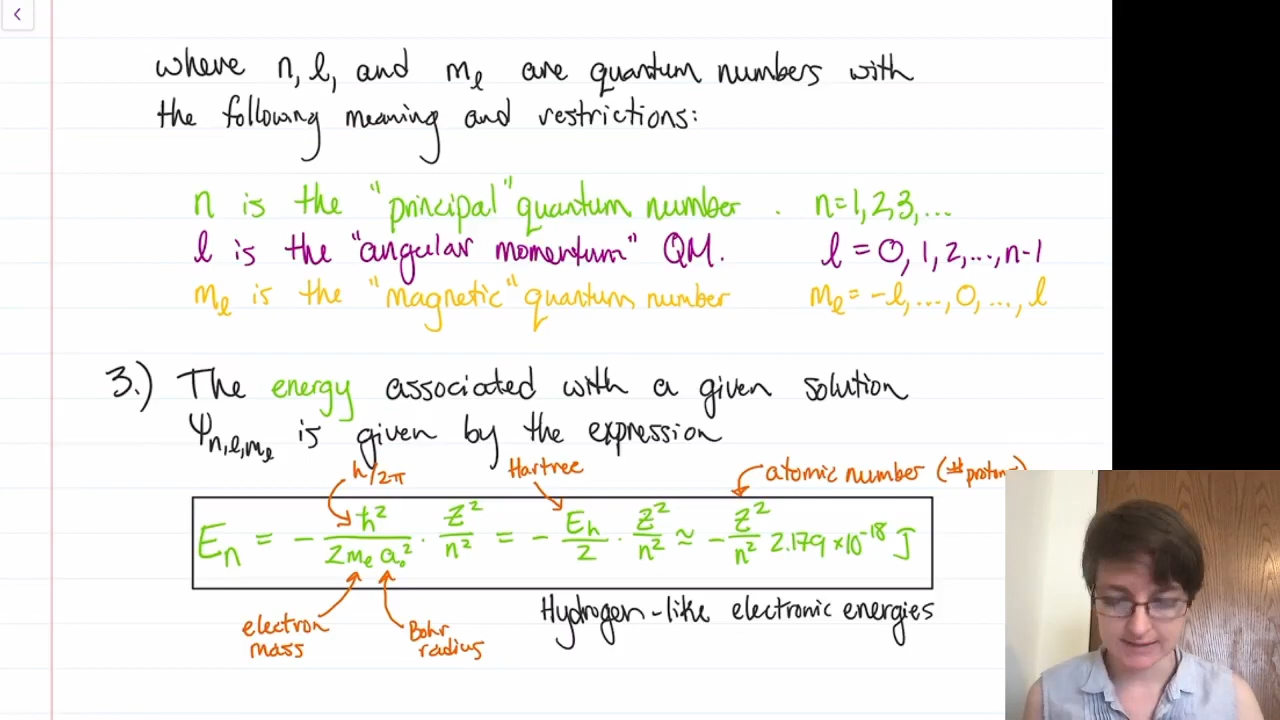 where n, l, and mₑ are quantum numbers with
the following meaning and restrictions:
n is the "principal" quantum number . n=1,2,3,...
l is the "angular momentum" QM. l = 0, 1, 2,..., n-1
mₗ is the "magnetic" quantum number mₗ = -l,..., 0, ..., l
3.) The energy associated with a given solution
Ψn,l,mₗ is given by the expression
h/2π Hartree atomic number (#protons)
Eₙ = - ħ²/2mₑa₀² · Z²/n² = - Eₕ/2 · Z²/n² ≈ - Z²/n² 2.179×10⁻¹⁸ J
electron mass Bohr radius Hydrogen-like electronic energies